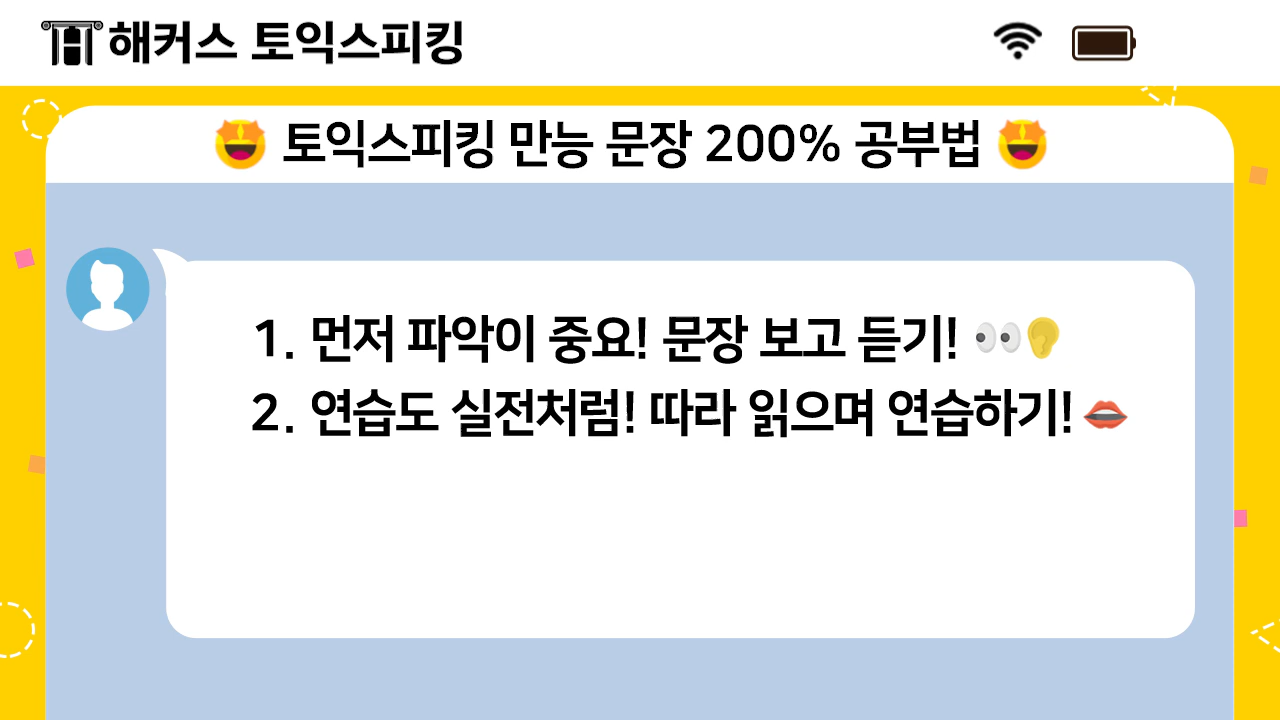 해커스 토익스피킹
🤩 토익스피킹 만능 문장 200% 공부법 🤩
1. 먼저 파악이 중요! 문장 보고 듣기! 👀👂
2. 연습도 실전처럼! 따라 읽으며 연습하기! 👄